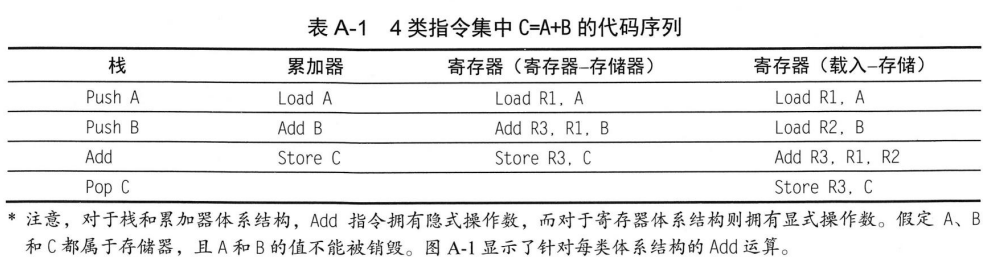 表 A-1 4 类指令集中 C=A+B 的代码序列
栈 累加器 寄存器（寄存器–存储器） 寄存器（载入–存储）
Push A Load A Load R1, A Load R1, A
Push B Add B Add R3, R1, B Load R2, B
Add Store C Store R3, C Add R3, R1, R2
Pop C Store R3, C
* 注意，对于栈和累加器体系结构，Add 指令拥有隐式操作数，而对于寄存器体系结构则拥有显式操作数。假定 A、B
和 C 都属于存储器，且 A 和 B 的值不能被销毁。图 A-1 显示了针对每类体系结构的 Add 运算。